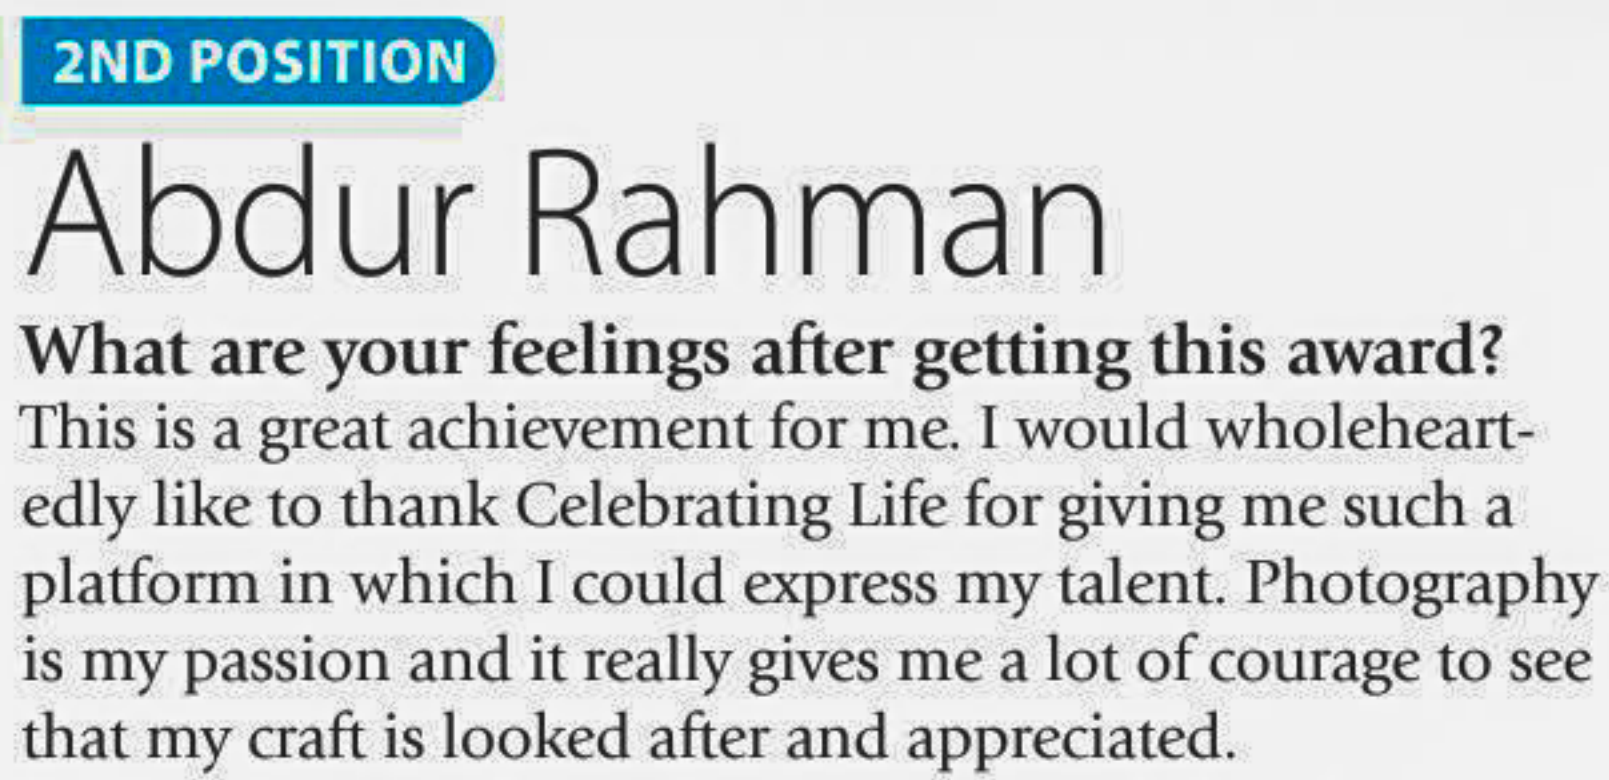 2ND POSITION
Abdur Rahman
What are your feelings after getting this award?
This is a great achievement for me. I would wholeheart-
edly like to thank Celebrating Life for giving me such a
platform in which I could express my talent. Photography
is my passion and it really gives me a lot of courage to see
that my craft is looked after and appreciated.